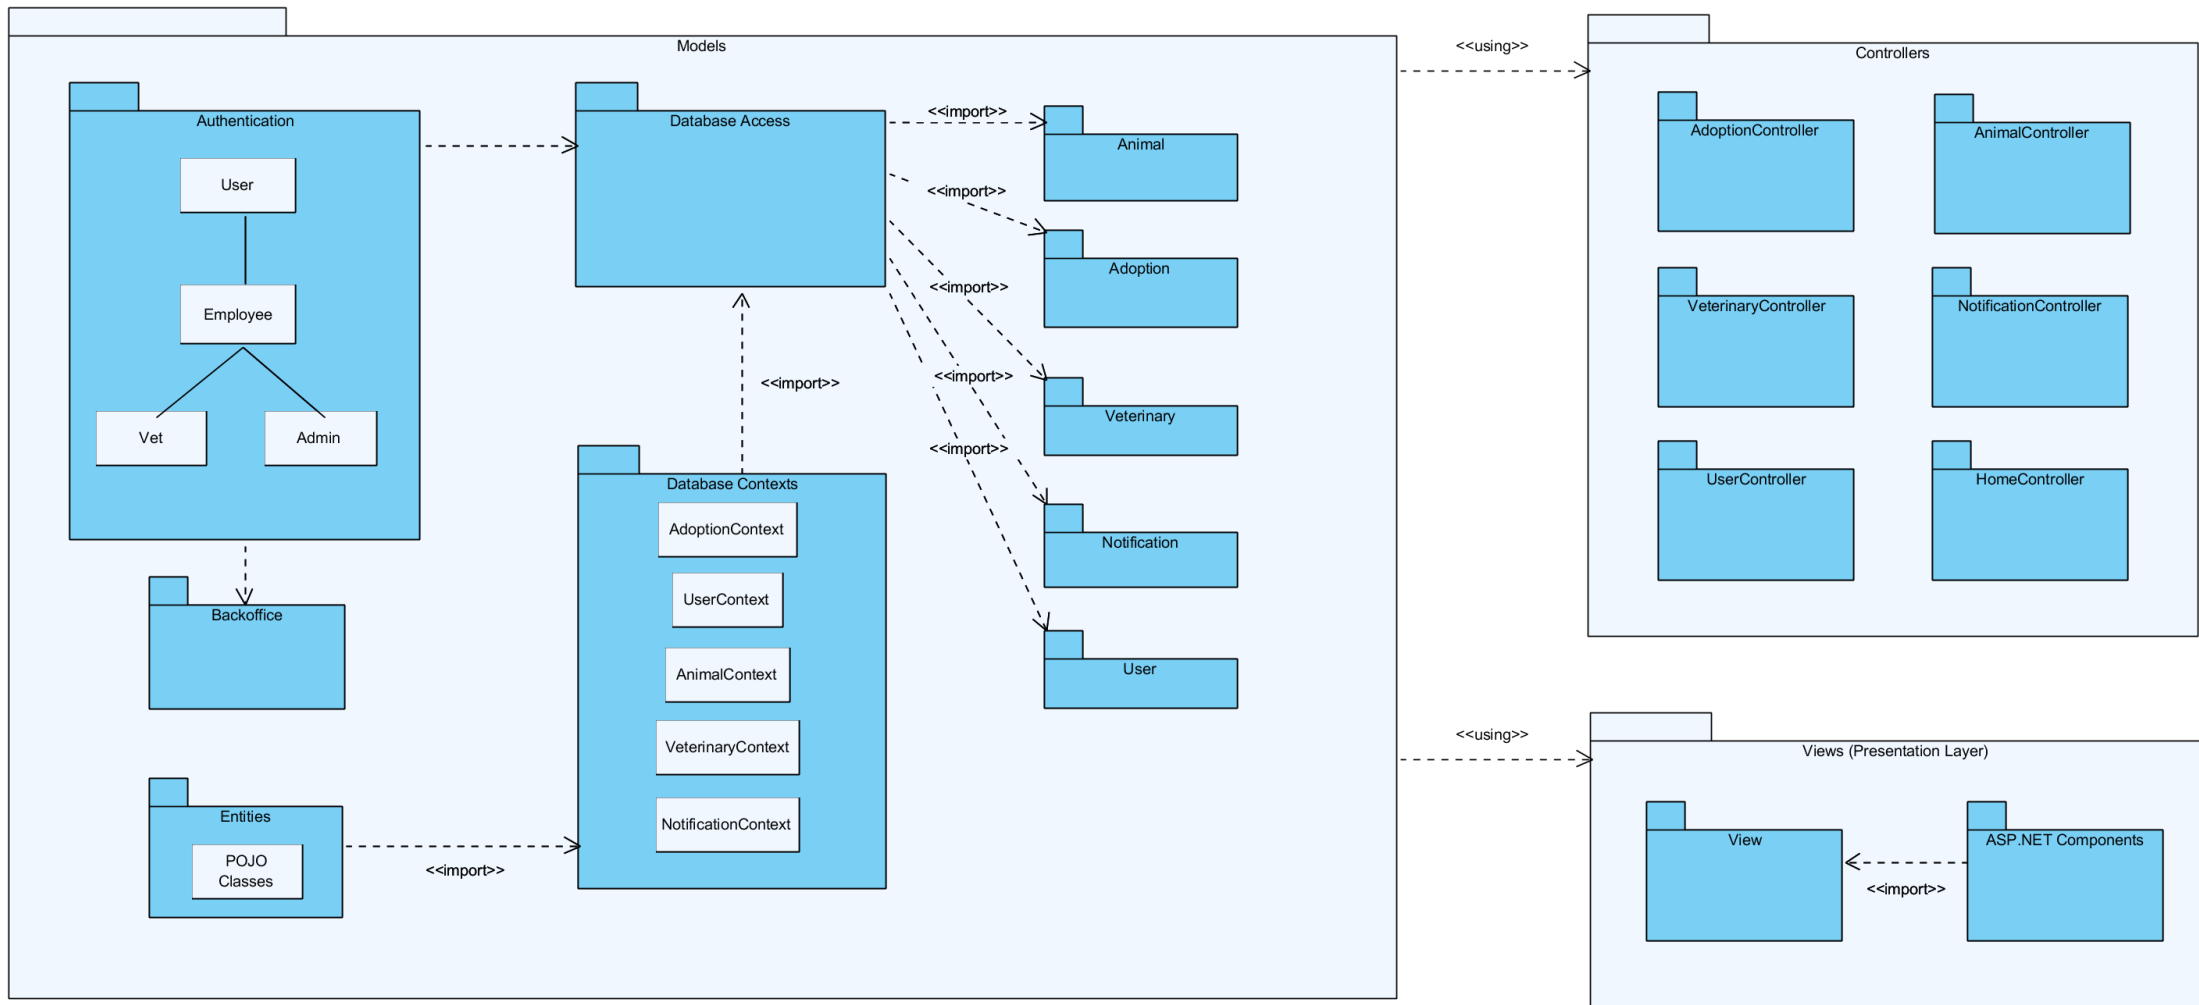 Models
Authentication
User
Employee
Vet
Admin
Backoffice
Entities
POJO
Classes
<<import>>
Database Access
<<import>>
Database Contexts
AdoptionContext
UserContext
AnimalContext
VeterinaryContext
NotificationContext
<<import>>
<<import>>
<<import>>
<<import>>
<<import>>
Animal
Adoption
Veterinary
Notification
User
<<using>>
Controllers
AdoptionController
AnimalController
VeterinaryController
NotificationController
UserController
HomeController
<<using>>
Views (Presentation Layer)
View
ASP.NET Components
<<import>>